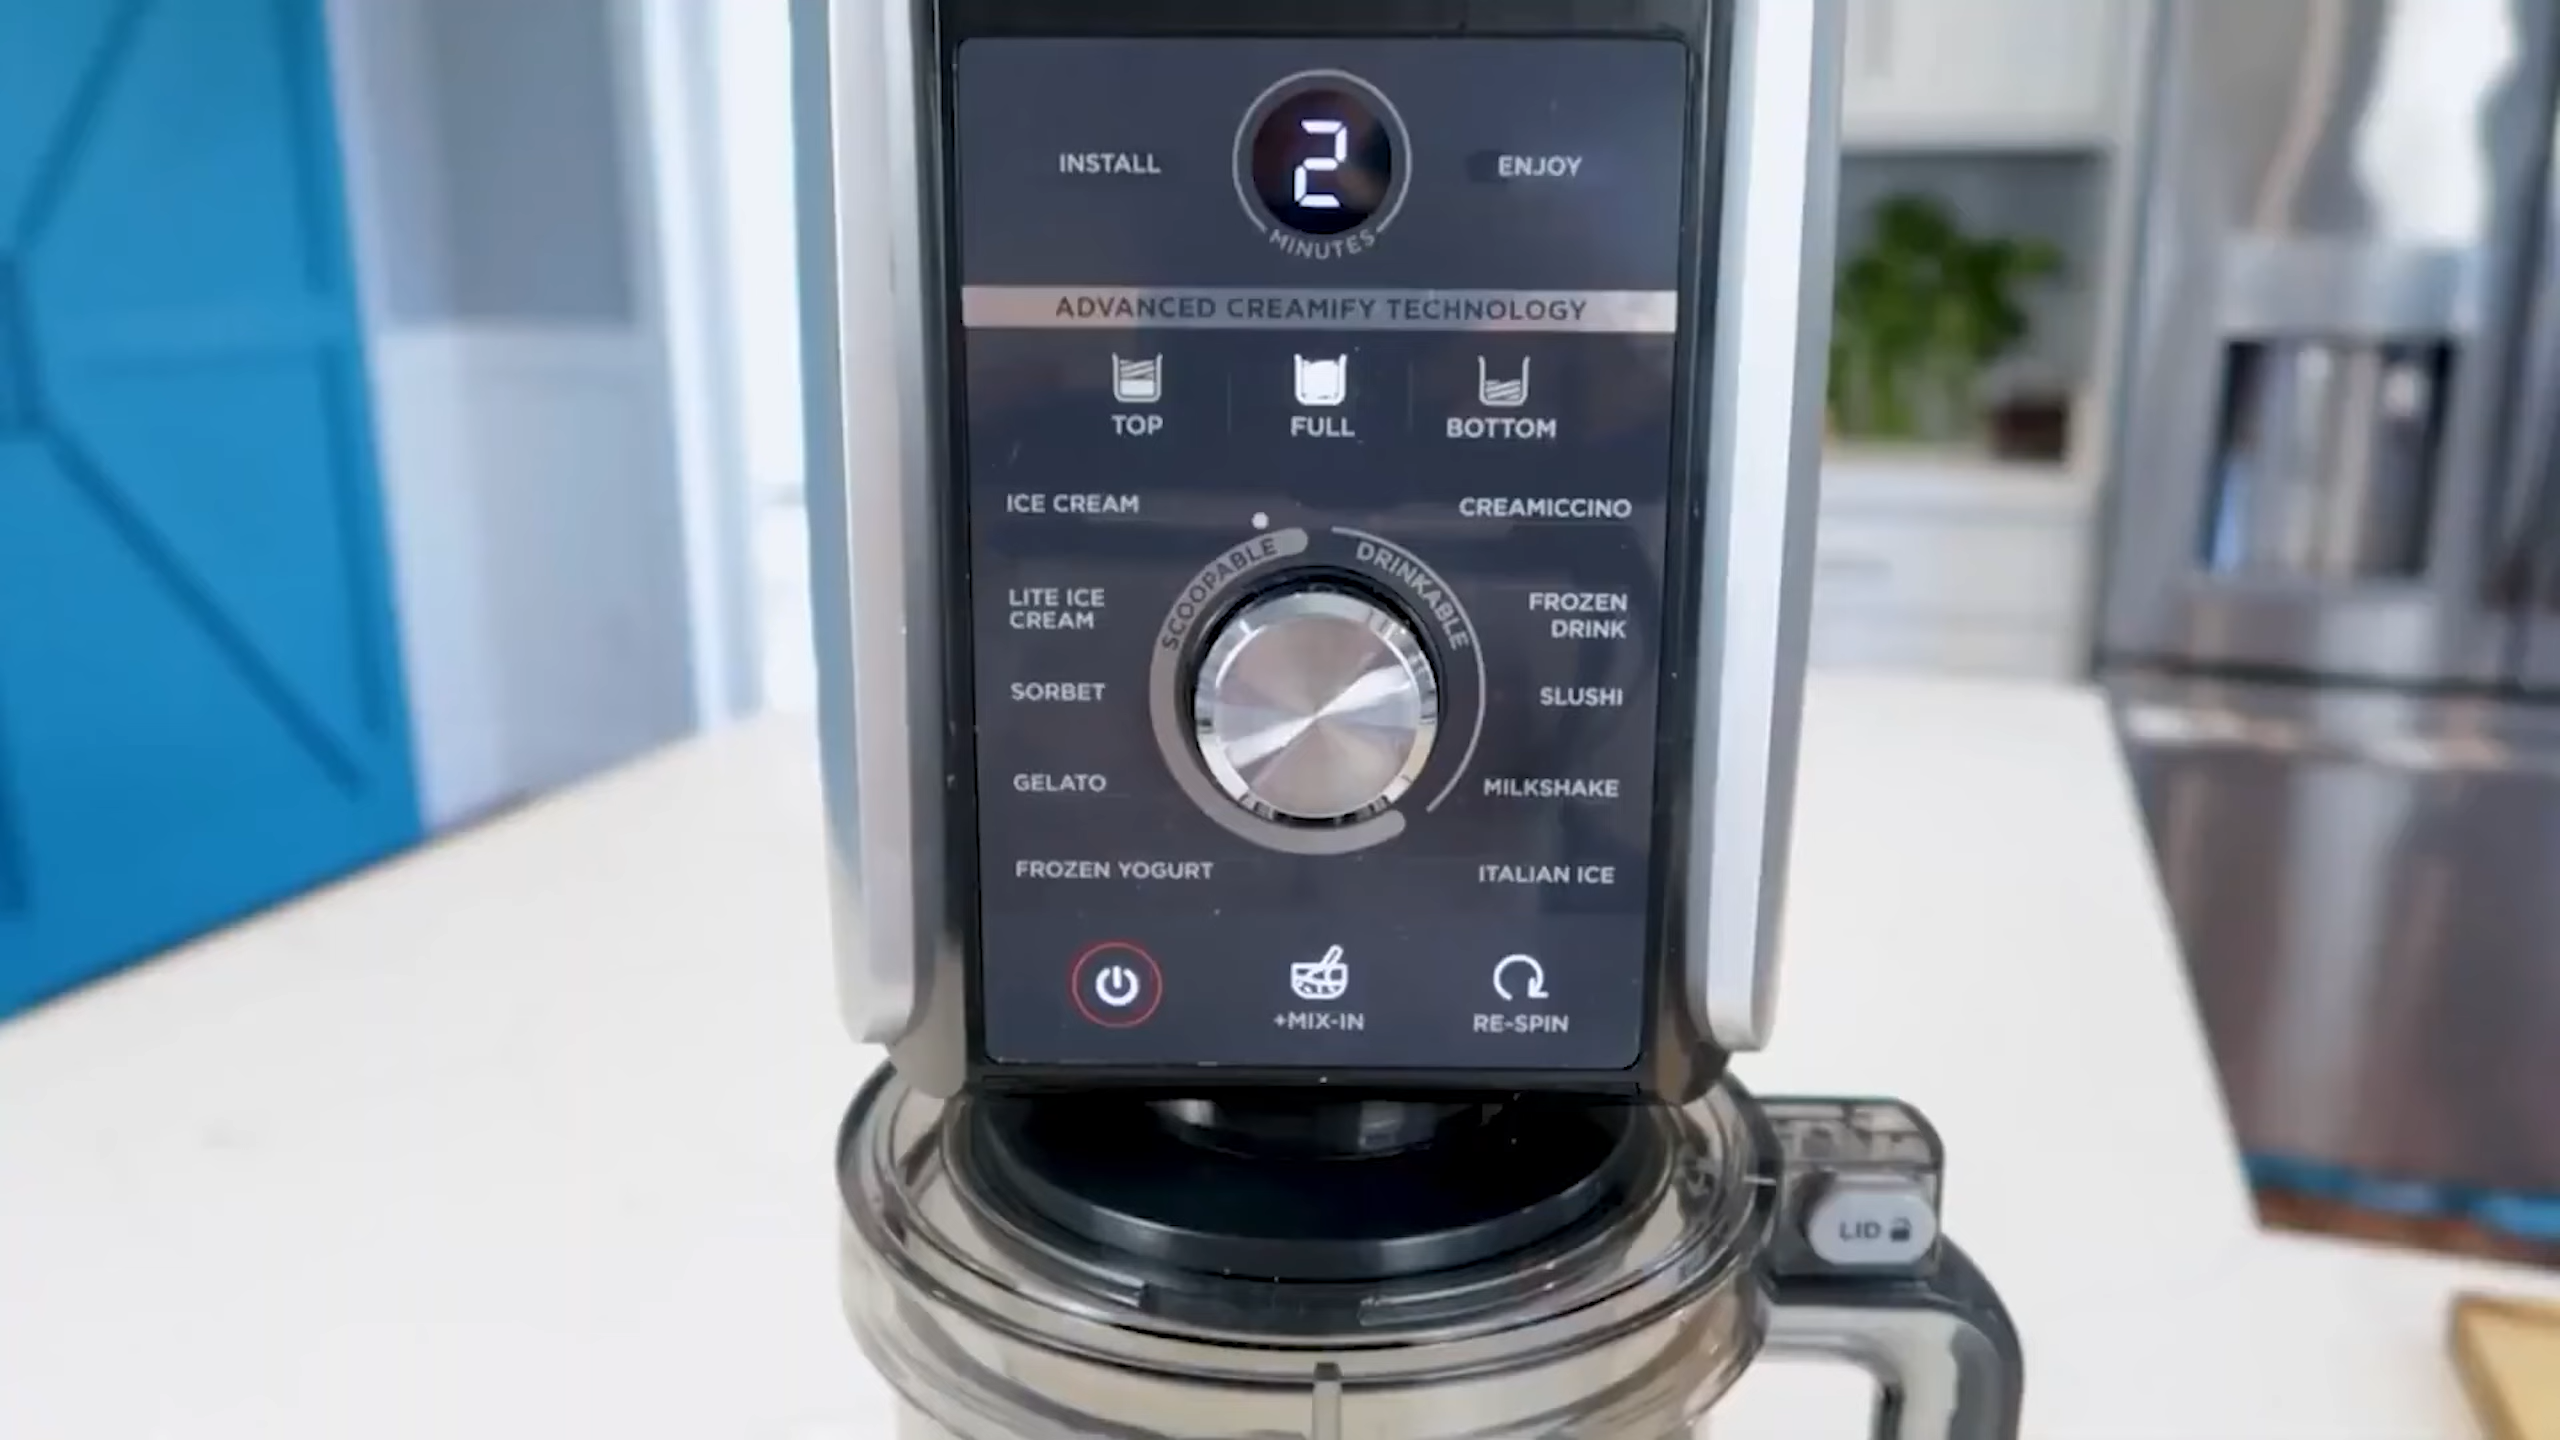 INSTALL
2
ENJOY
MINUTES
ADVANCED CREAMIFY TECHNOLOGY
TOP
FULL
BOTTOM
ICE CREAM
CREAMICCINO
SCOOPABLE
DRINKABLE
LITE ICE
CREAM
FROZEN
DRINK
SORBET
SLUSHI
GELATO
MILKSHAKE
FROZEN YOGURT
ITALIAN ICE
+MIX-IN
RE-SPIN
LID